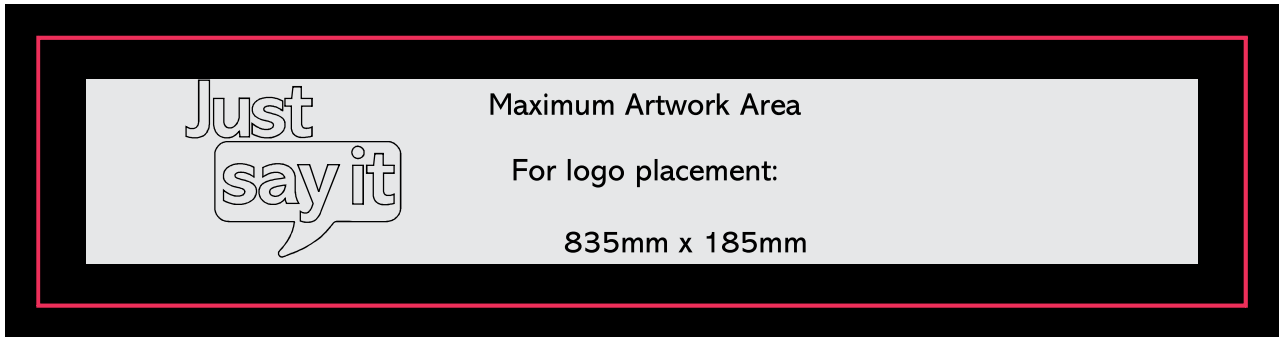 Just
say it
Maximum Artwork Area
For logo placement:
835mm x 185mm